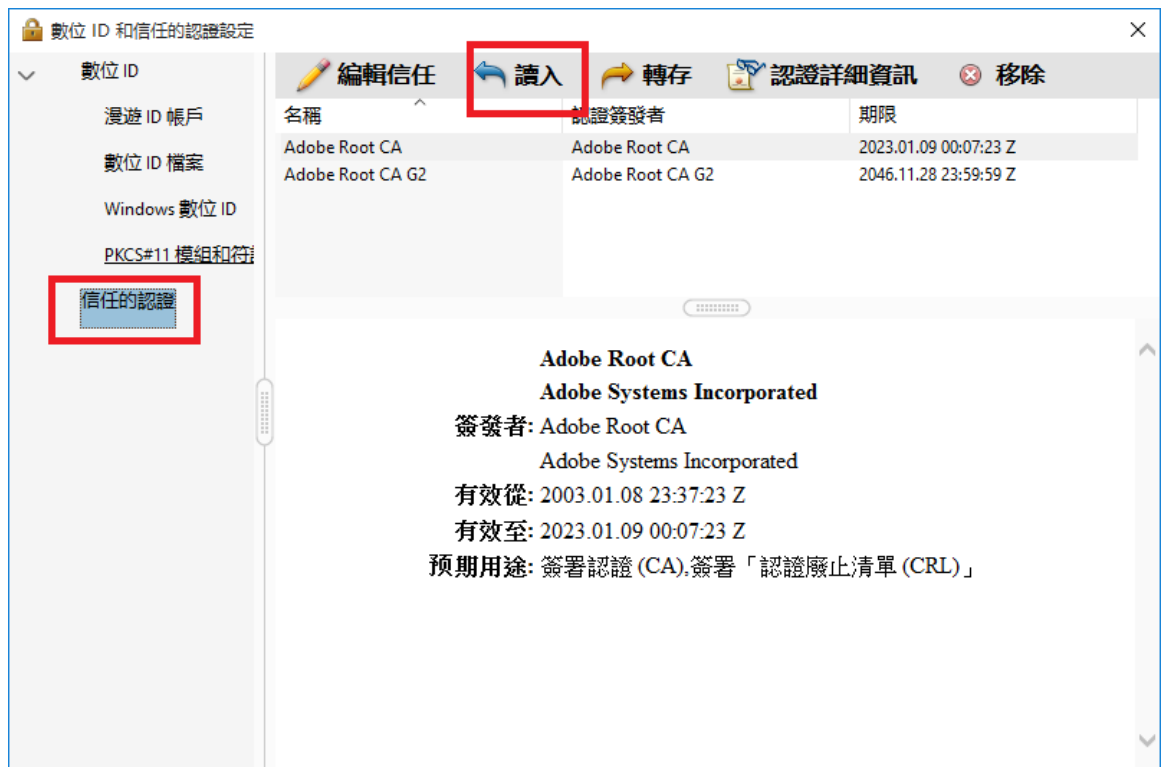 數位 ID 和信任的認證設定
數位 ID
漫遊 ID 帳戶
數位 ID 檔案
Windows 數位 ID
PKCS#11 模組和符
信任的認證
編輯信任 讀入 轉存 認證詳細資訊 移除
名稱 認證簽發者 期限
Adobe Root CA Adobe Root CA 2023.01.09 00:07:23 Z
Adobe Root CA G2 Adobe Root CA G2 2046.11.28 23:59:59 Z
Adobe Root CA
Adobe Systems Incorporated
簽發者: Adobe Root CA
Adobe Systems Incorporated
有效從: 2003.01.08 23:37:23 Z
有效至: 2023.01.09 00:07:23 Z
预期用途: 簽署認證 (CA),簽署「認證廢止清單 (CRL)」